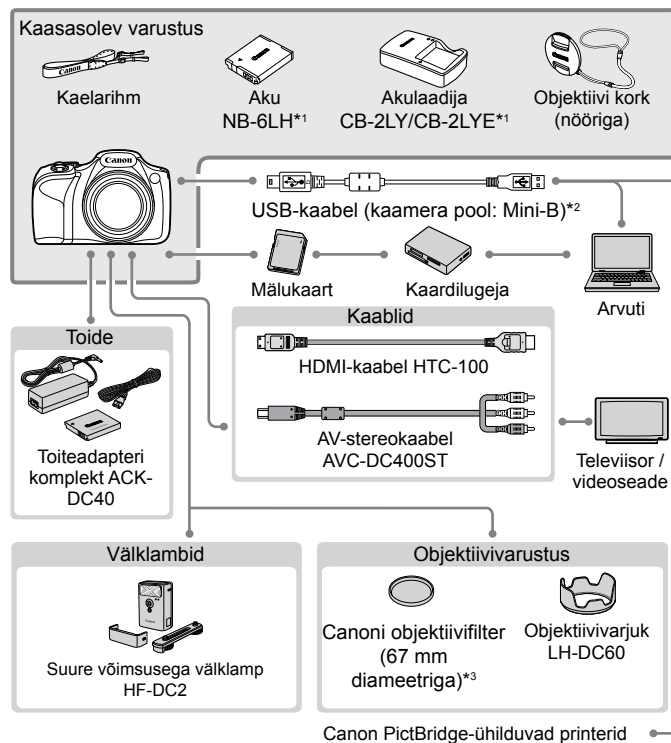 Kaasasolev varustus
Canon
Kaelarihm
Aku
NB-6LH*1
Akulaadija
CB-2LY/CB-2LYE*1
Objektiivi kork
(nööriga)
Canon
USB-kaabel (kaamera pool: Mini-B)*2
Mälukaart
Kaardilugeja
Arvuti
Toide
Toiteadapteri
komplekt ACK-
DC40
Kaablid
HDMI-kaabel HTC-100
AV-stereokaabel
AVC-DC400ST
Televiisor /
videoseade
Välklambid
Suure võimsusega välklamp
HF-DC2
Objektiivivarustus
Canoni objektiivifilter
(67 mm
diameetriga)*3
Objektiivivarjuk
LH-DC60
Canon PictBridge-ühilduvad printerid